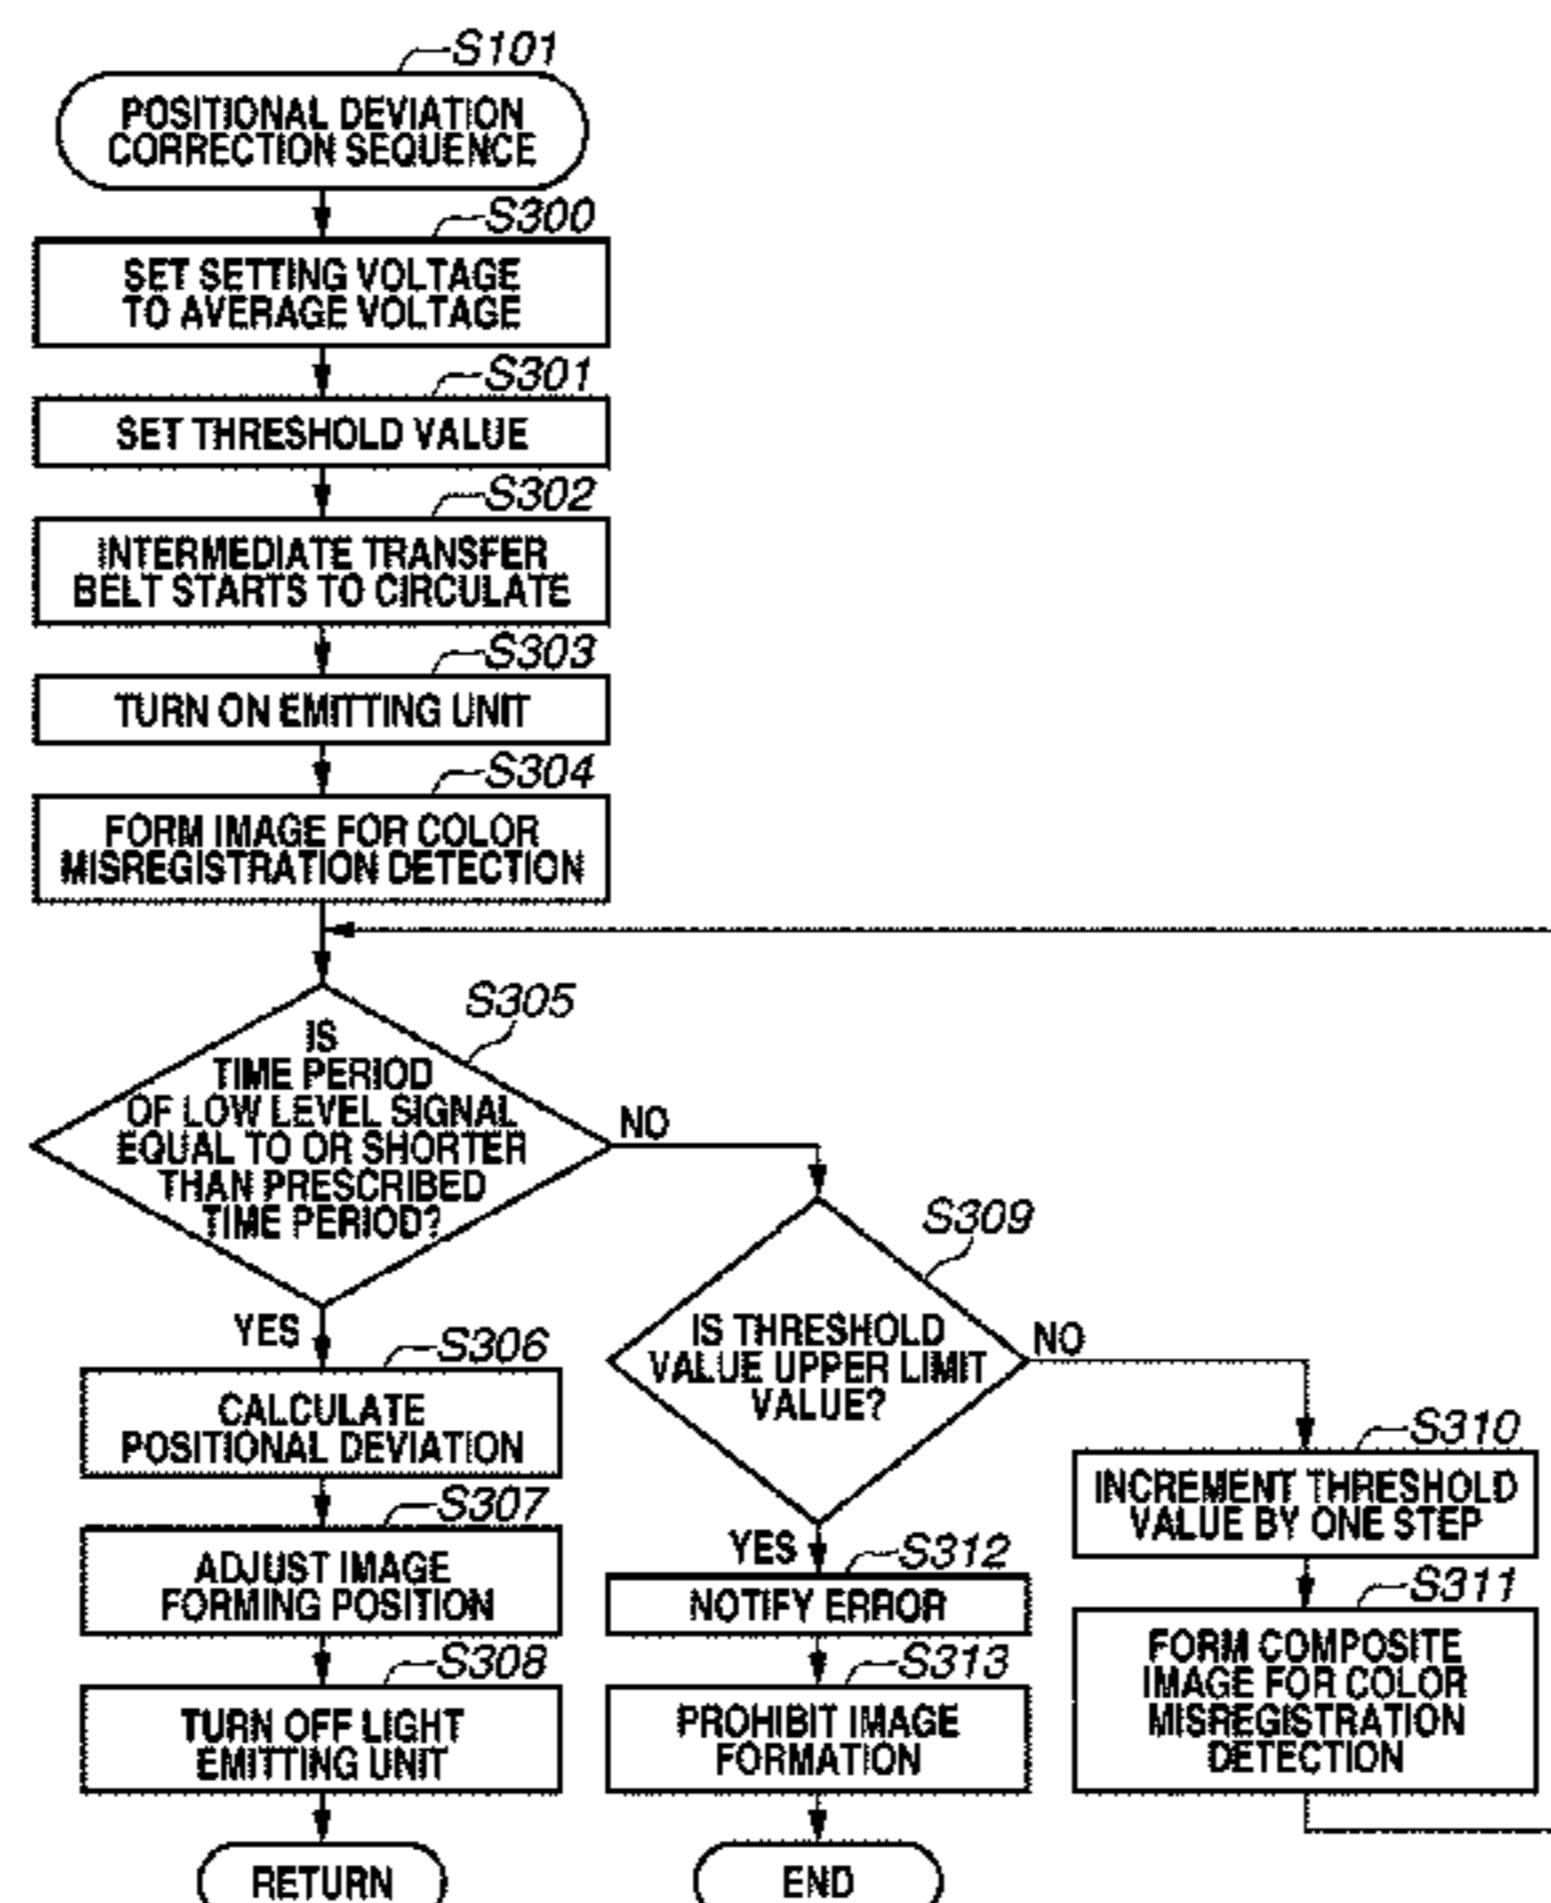 S101
POSITIONAL DEVIATION
CORRECTION SEQUENCE
S300
SET SETTING VOLTAGE
TO AVERAGE VOLTAGE
S301
SET THRESHOLD VALUE
S302
INTERMEDIATE TRANSFER
BELT STARTS TO CIRCULATE
S303
TURN ON EMITTING UNIT
S304
FORM IMAGE FOR COLOR
MISREGISTRATION DETECTION
S305
IS
TIME PERIOD
OF LOW LEVEL SIGNAL
EQUAL TO OR SHORTER
THAN PRESCRIBED
TIME PERIOD?
NO
YES
S306
CALCULATE
POSITIONAL DEVIATION
S307
ADJUST IMAGE
FORMING POSITION
S308
TURN OFF LIGHT
EMITTING UNIT
RETURN
S309
IS THRESHOLD
VALUE UPPER LIMIT
VALUE?
NO
YES
S312
NOTIFY ERROR
S313
PROHIBIT IMAGE
FORMATION
END
S310
INCREMENT THRESHOLD
VALUE BY ONE STEP
S311
FORM COMPOSITE
IMAGE FOR COLOR
MISREGISTRATION
DETECTION